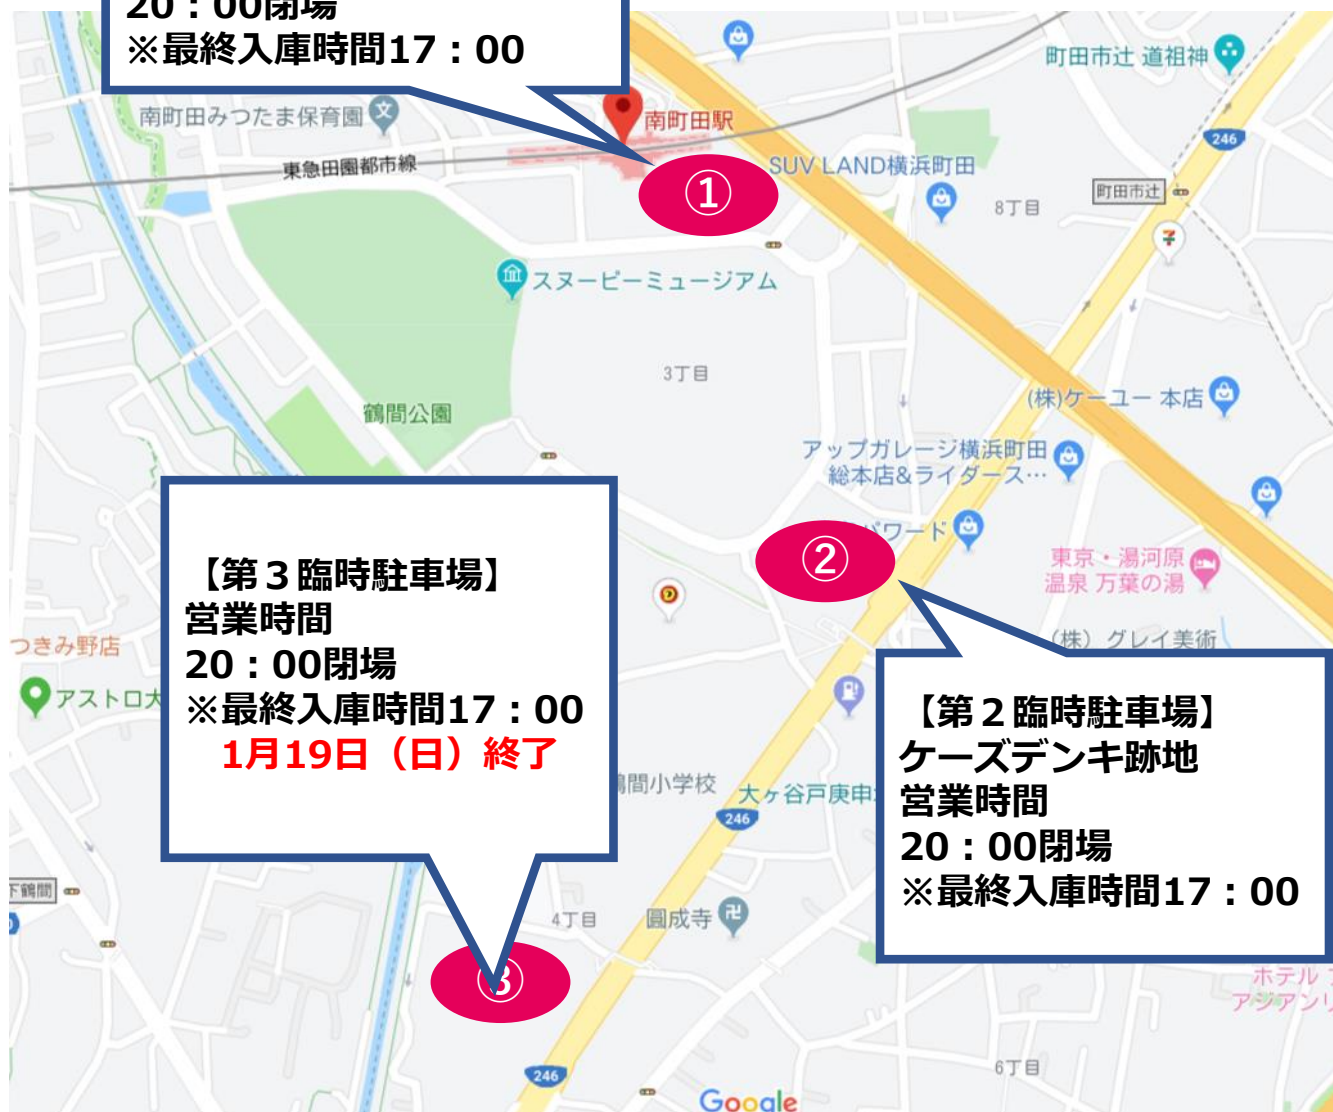 20：00閉場
※最終入庫時間17：00
町田市辻 道祖神
南町田みつたま保育園
南町田駅
246
東急田園都市線
①
SUV LAND横浜町田
町田市辻
8丁目
スヌーピーミュージアム
3丁目
(株)ケーユー 本店
鶴間公園
アップガレージ横浜町田
総本店&ライダース…
パワード
②
東京・湯河原
温泉 万葉の湯
【第３臨時駐車場】
営業時間
20：00閉場
※最終入庫時間17：00
1月19日（日）終了
つきみ野店
アストロ大
（株）グレイ美術
【第２臨時駐車場】
ケーズデンキ跡地
営業時間
20：00閉場
※最終入庫時間17：00
鶴間小学校
大ヶ谷戸庚申
246
下鶴間
4丁目
圓成寺
③
ホテル
アジアン
6丁目
246
Google